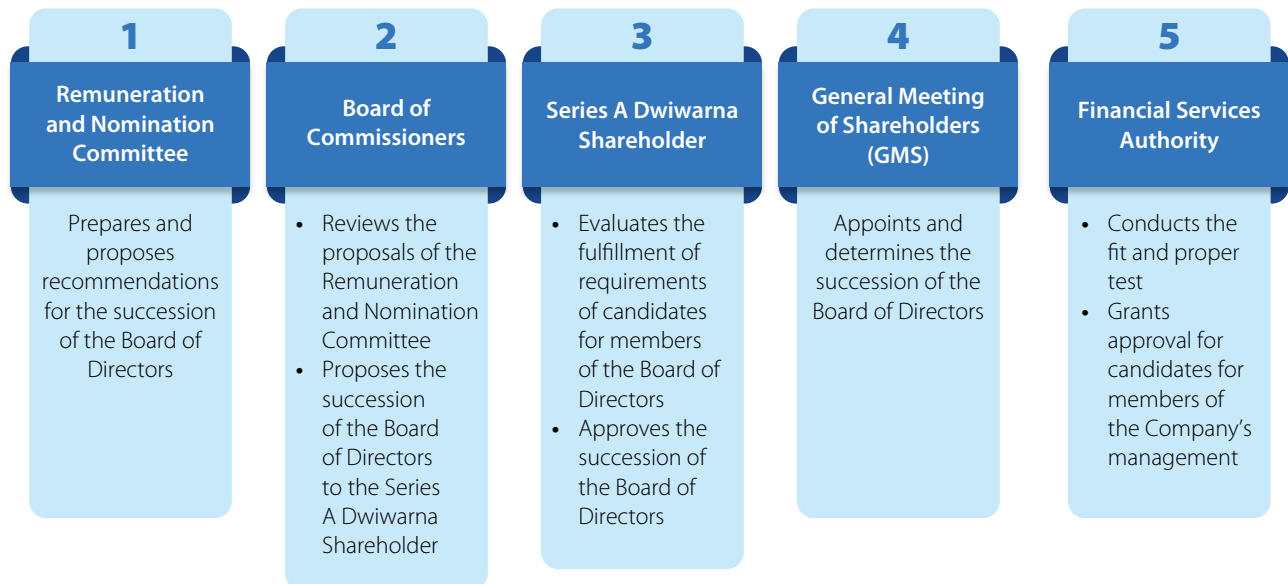 1
Remuneration
and Nomination
Committee
Prepares and
proposes
recommendations
for the succession
of the Board of
Directors
2
Board of
Commissioners
• Reviews the
proposals of the
Remuneration
and Nomination
Committee
• Proposes the
succession
of the Board
of Directors
to the Series
A Dwiwarna
Shareholder
3
Series A Dwiwarna
Shareholder
• Evaluates the
fulfillment of
requirements
of candidates
for members
of the Board of
Directors
• Approves the
succession of
the Board of
Directors
4
General Meeting
of Shareholders
(GMS)
Appoints and
determines the
succession of the
Board of Directors
5
Financial Services
Authority
• Conducts the
fit and proper
test
• Grants
approval for
candidates for
members of
the Company’s
management